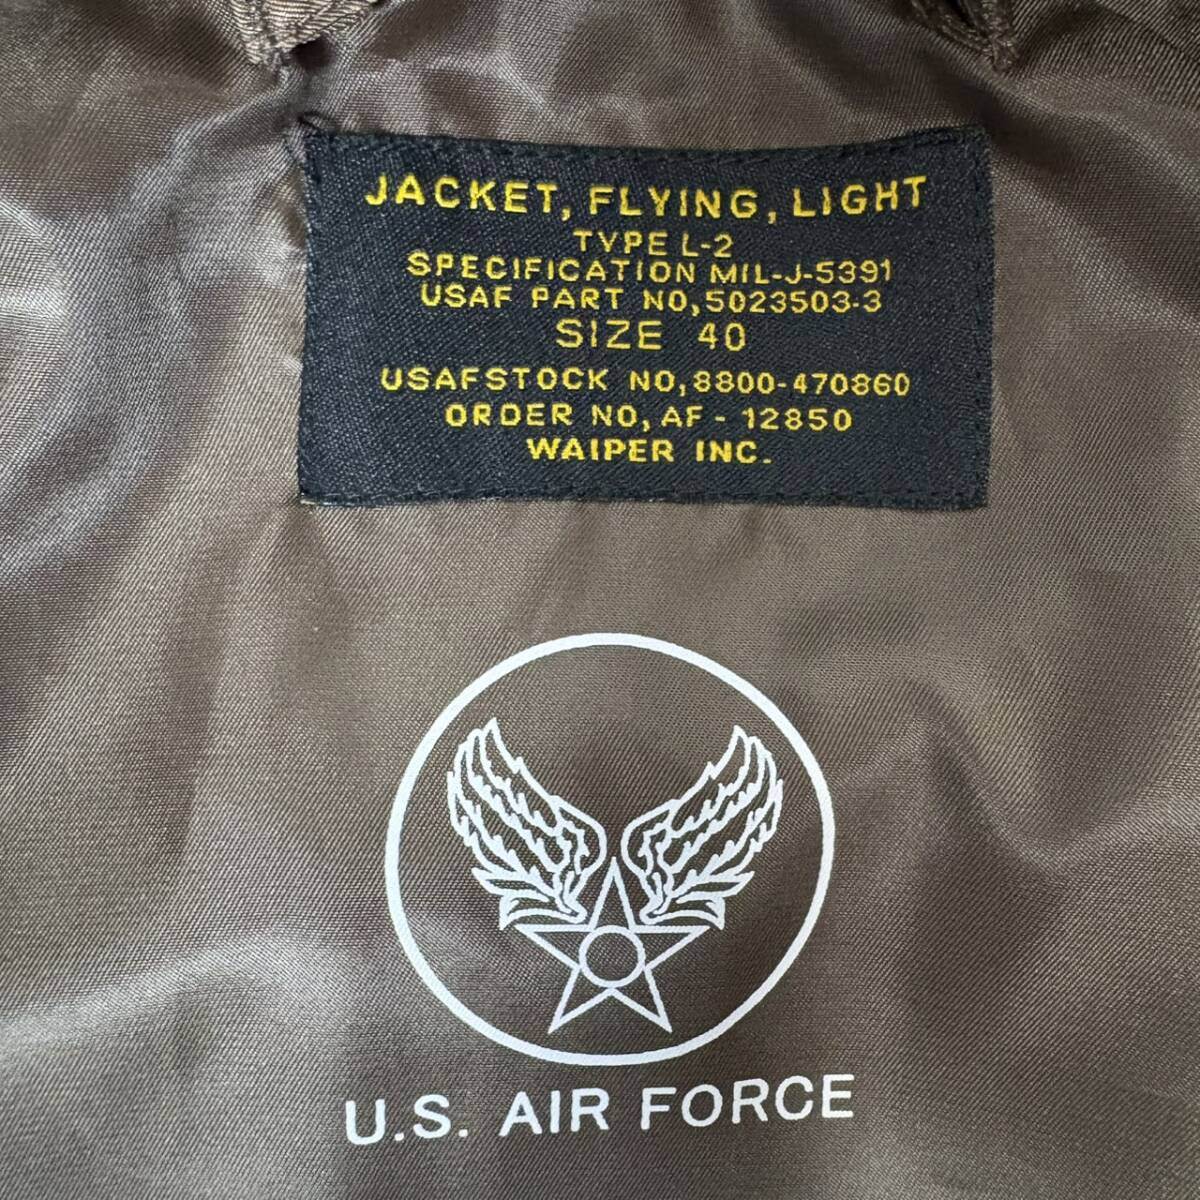 JACKET, FLYING, LIGHT
TYPE L-2
SPECIFICATION MIL-J-5391
USAF PART NO,5023503-3
SIZE 40
USAFSTOCK NO,8800-470860
ORDER NO,AF - 12850
WAIPER INC.
U.S. AIR FORCE